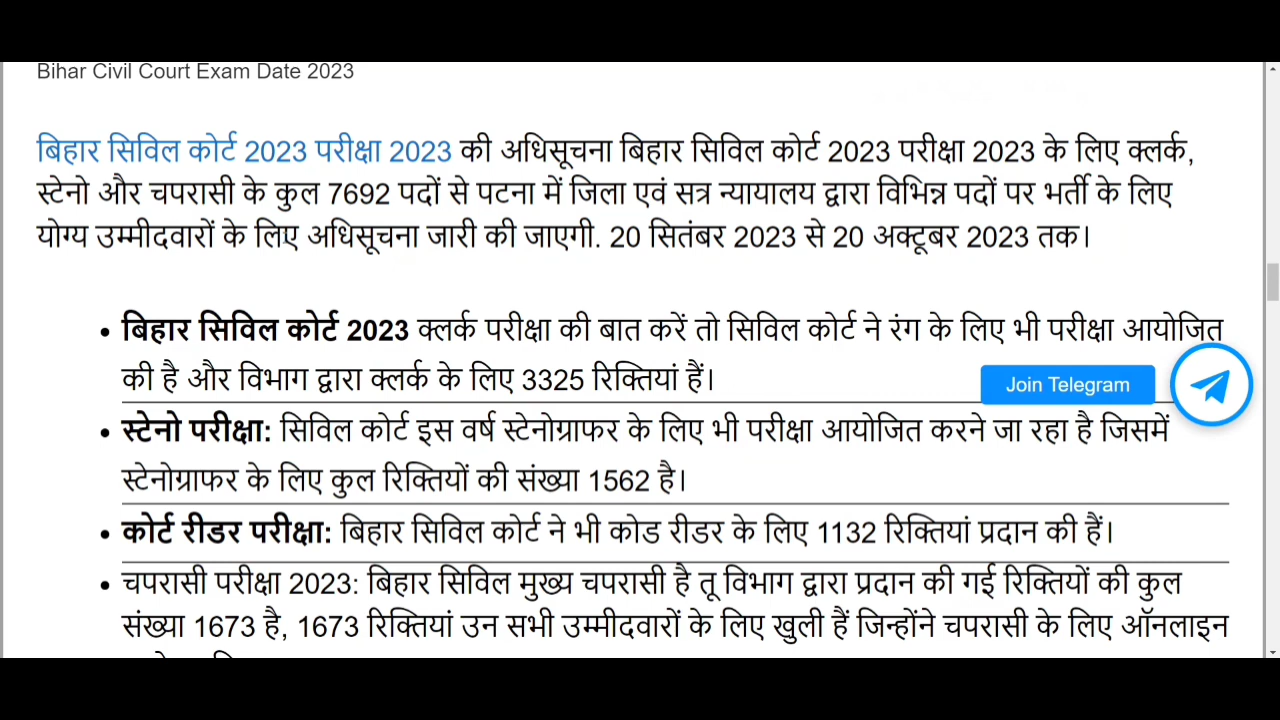 Bihar Civil Court Exam Date 2023
बिहार सिविल कोर्ट 2023 परीक्षा 2023 की अधिसूचना बिहार सिविल कोर्ट 2023 परीक्षा 2023 के लिए क्लर्क,
स्टेनो और चपरासी के कुल 7692 पदों से पटना में जिला एवं सत्र न्यायालय द्वारा विभिन्न पदों पर भर्ती के लिए
योग्य उम्मीदवारों के लिए अधिसूचना जारी की जाएगी. 20 सितंबर 2023 से 20 अक्टूबर 2023 तक।
• बिहार सिविल कोर्ट 2023 क्लर्क परीक्षा की बात करें तो सिविल कोर्ट ने रंग के लिए भी परीक्षा आयोजित
की है और विभाग द्वारा क्लर्क के लिए 3325 रिक्तियां हैं।
Join Telegram
• स्टेनो परीक्षा: सिविल कोर्ट इस वर्ष स्टेनोग्राफर के लिए भी परीक्षा आयोजित करने जा रहा है जिसमें
स्टेनोग्राफर के लिए कुल रिक्तियों की संख्या 1562 है।
• कोर्ट रीडर परीक्षा: बिहार सिविल कोर्ट ने भी कोड रीडर के लिए 1132 रिक्तियां प्रदान की हैं।
• चपरासी परीक्षा 2023: बिहार सिविल मुख्य चपरासी है तू विभाग द्वारा प्रदान की गई रिक्तियों की कुल
संख्या 1673 है, 1673 रिक्तियां उन सभी उम्मीदवारों के लिए खुली हैं जिन्होंने चपरासी के लिए ऑनलाइन